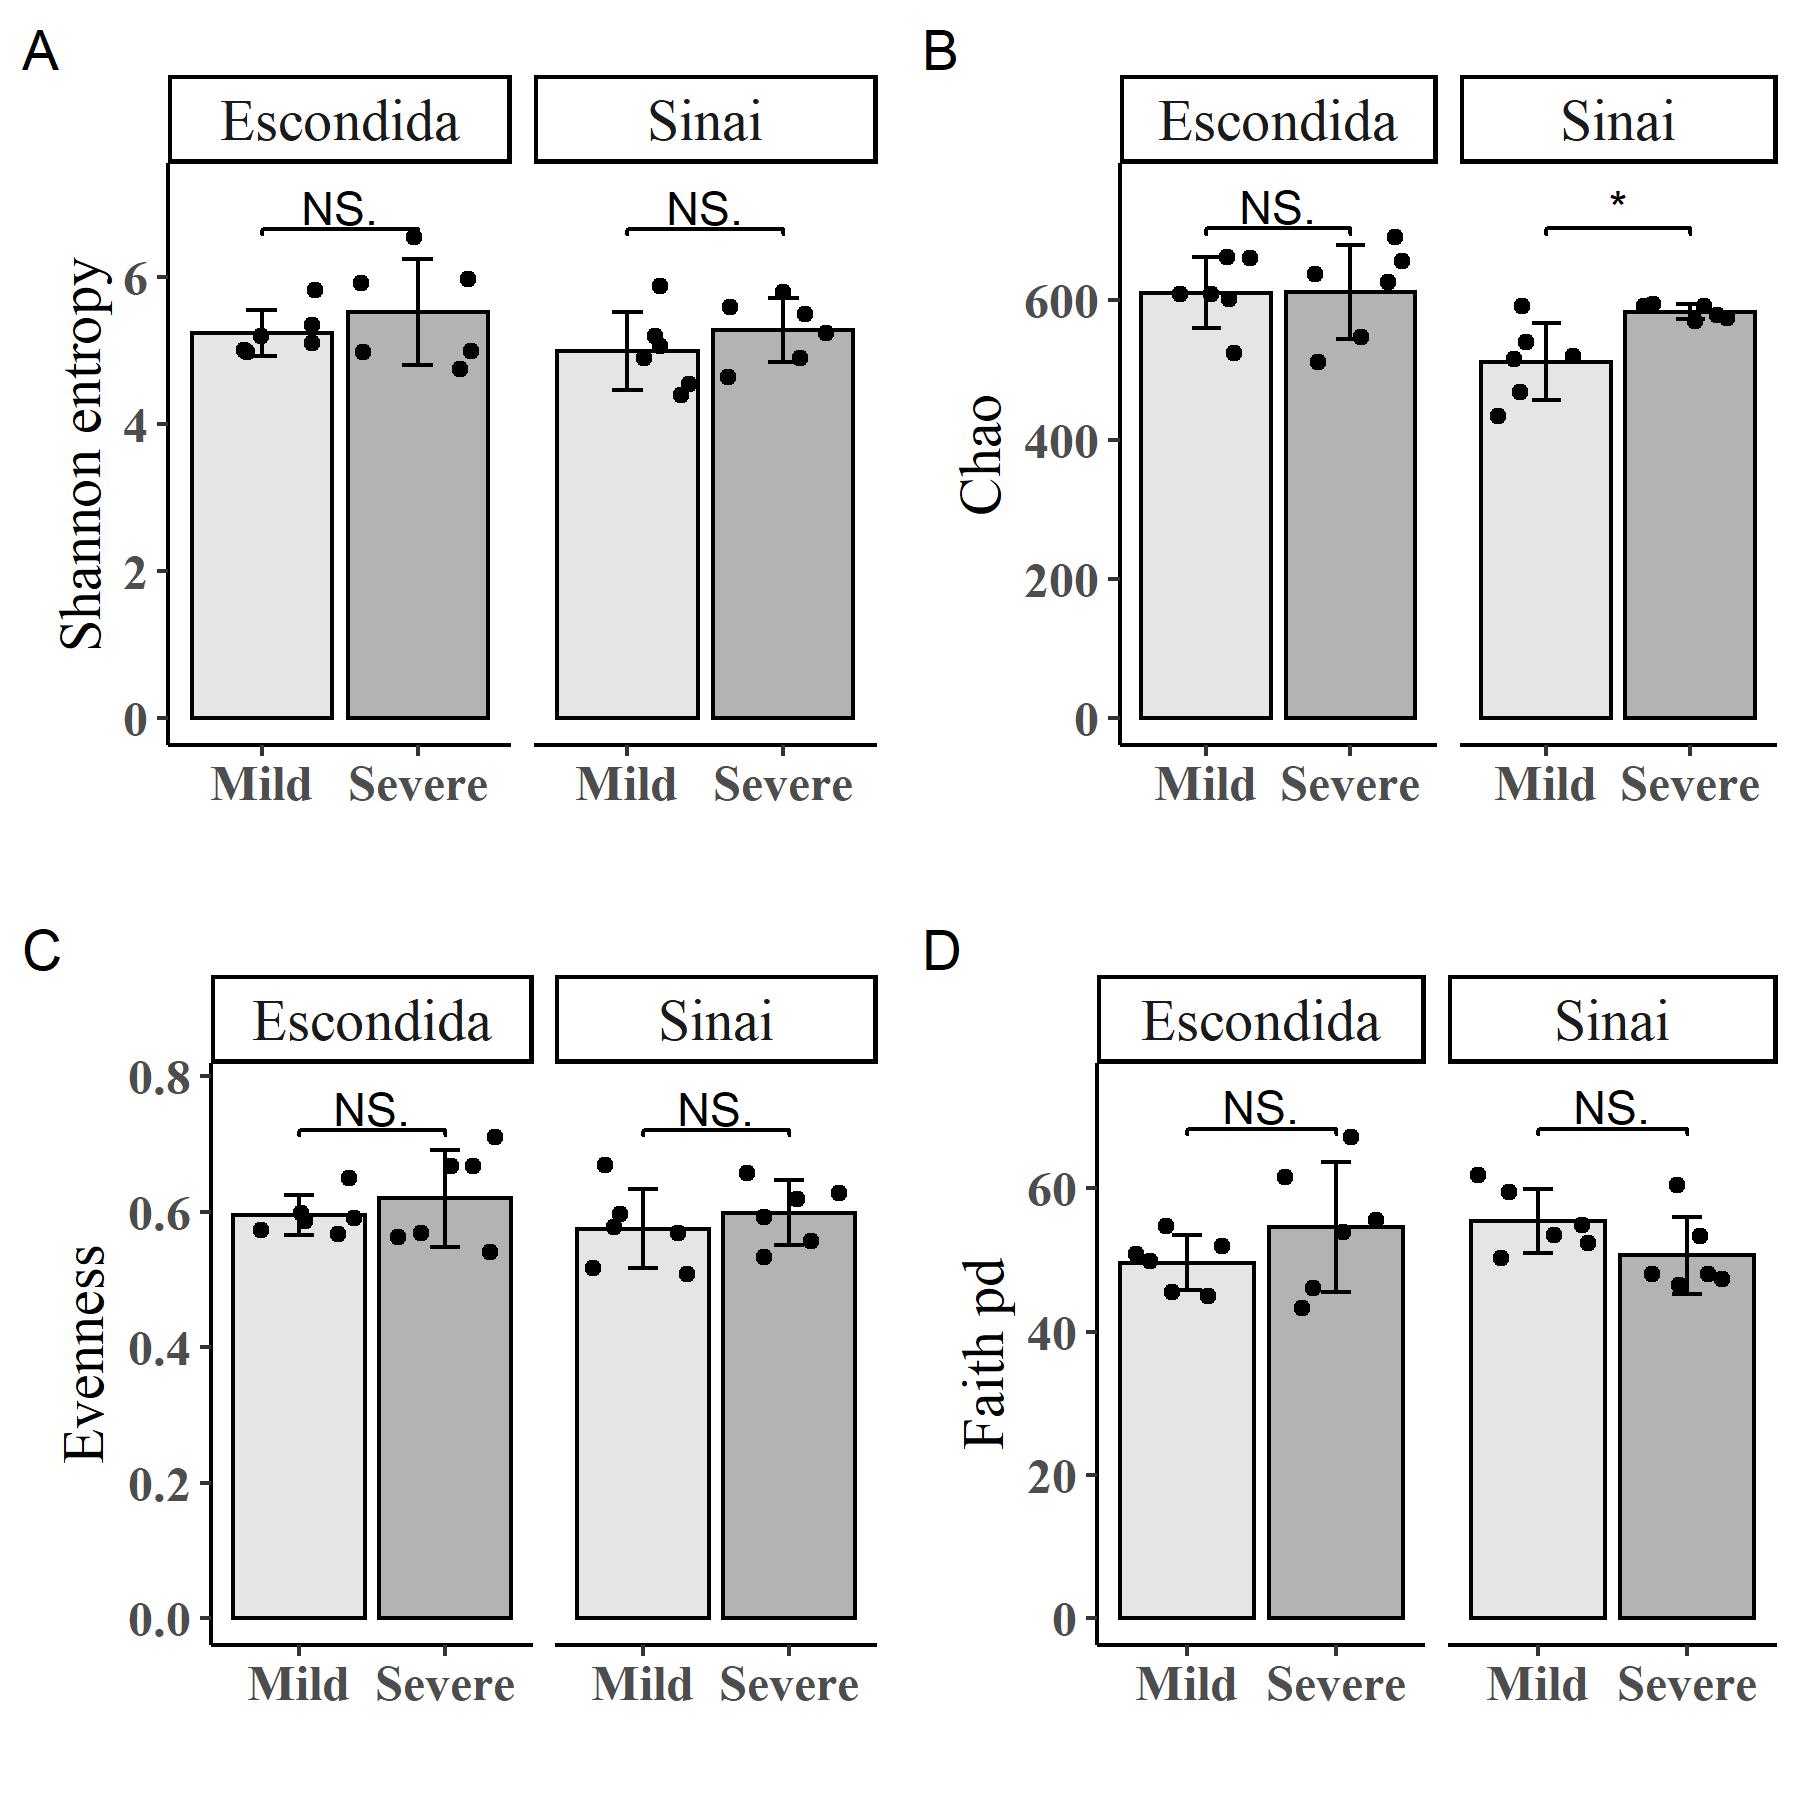 A
Escondida
Sinai
NS.
NS.
Shannon entropy
6
4
2
0
Mild
Severe
Mild
Severe
B
Escondida
Sinai
NS.
*
Chao
600
400
200
0
Mild
Severe
Mild
Severe
C
Escondida
Sinai
NS.
NS.
Evenness
0.8
0.6
0.4
0.2
0.0
Mild
Severe
Mild
Severe
D
Escondida
Sinai
NS.
NS.
Faith pd
60
40
20
0
Mild
Severe
Mild
Severe